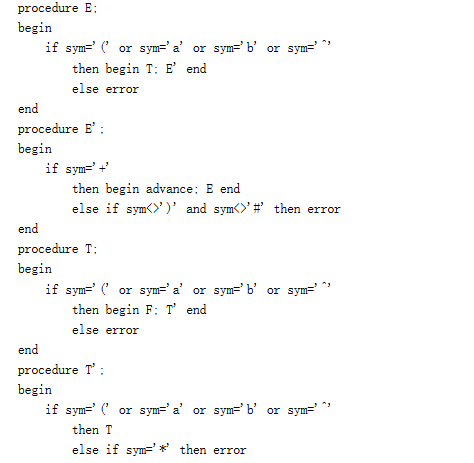 procedure E;
begin
if sym='(' or sym='a' or sym='b' or sym='^'
then begin T; E' end
else error
end
procedure E';
begin
if sym='+'
then begin advance; E end
else if sym<>')' and sym<>'#' then error
end
procedure T;
begin
if sym='(' or sym='a' or sym='b' or sym='^'
then begin F; T' end
else error
end
procedure T';
begin
if sym='(' or sym='a' or sym='b' or sym='^'
then T
else if sym='*' then error